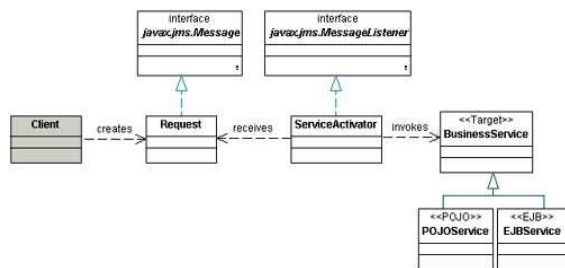 interface
javax.jms.Message
interface
javax.jms.MessageListener
Client
creates
Request
receives
ServiceActivator
invokes
<<Target>>
BusinessService
<<POJO>>
POJOService
<<EJB>>
EJBService